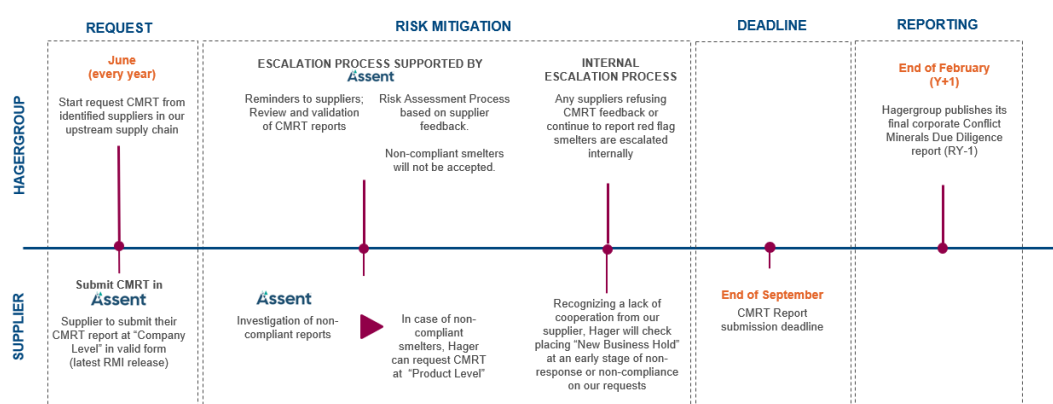 REQUEST
RISK MITIGATION
DEADLINE
REPORTING
HAGERGROUP
June
(every year)
Start request CMRT from
identified suppliers in our
upstream supply chain
ESCALATION PROCESS SUPPORTED BY
Assent
Reminders to suppliers;
Review and validation
of CMRT reports
Risk Assessment Process
based on supplier
feedback.
Non-compliant smelters
will not be accepted.
INTERNAL
ESCALATION PROCESS
Any suppliers refusing
CMRT feedback or
continue to report red flag
smelters are escalated
internally
End of February
(Y+1)
Hagergroup publishes its
final corporate Conflict
Minerals Due Diligence
report (RY-1)
SUPPLIER
Submit CMRT in
Assent
Supplier to submit their
CMRT report at “Company
Level” in valid form
(latest RMI release)
Assent
Investigation of non-
compliant reports
In case of non-
compliant
smelters, Hager
can request CMRT
at “Product Level”
Recognizing a lack of
cooperation from our
supplier, Hager will check
placing “New Business Hold”
at an early stage of non-
response or non-compliance
on our requests
End of September
CMRT Report
submission deadline